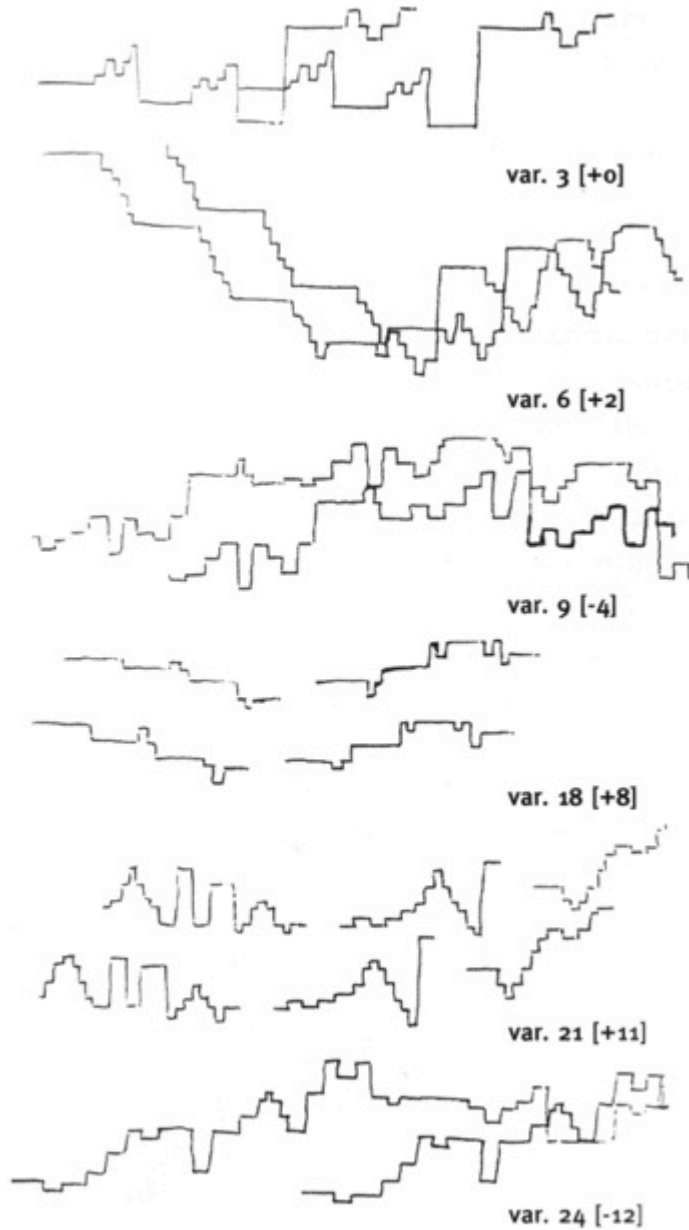 var. 3 [+0]
var. 6 [+2]
var. 9 [-4]
var. 18 [+8]
var. 21 [+11]
var. 24 [-12]